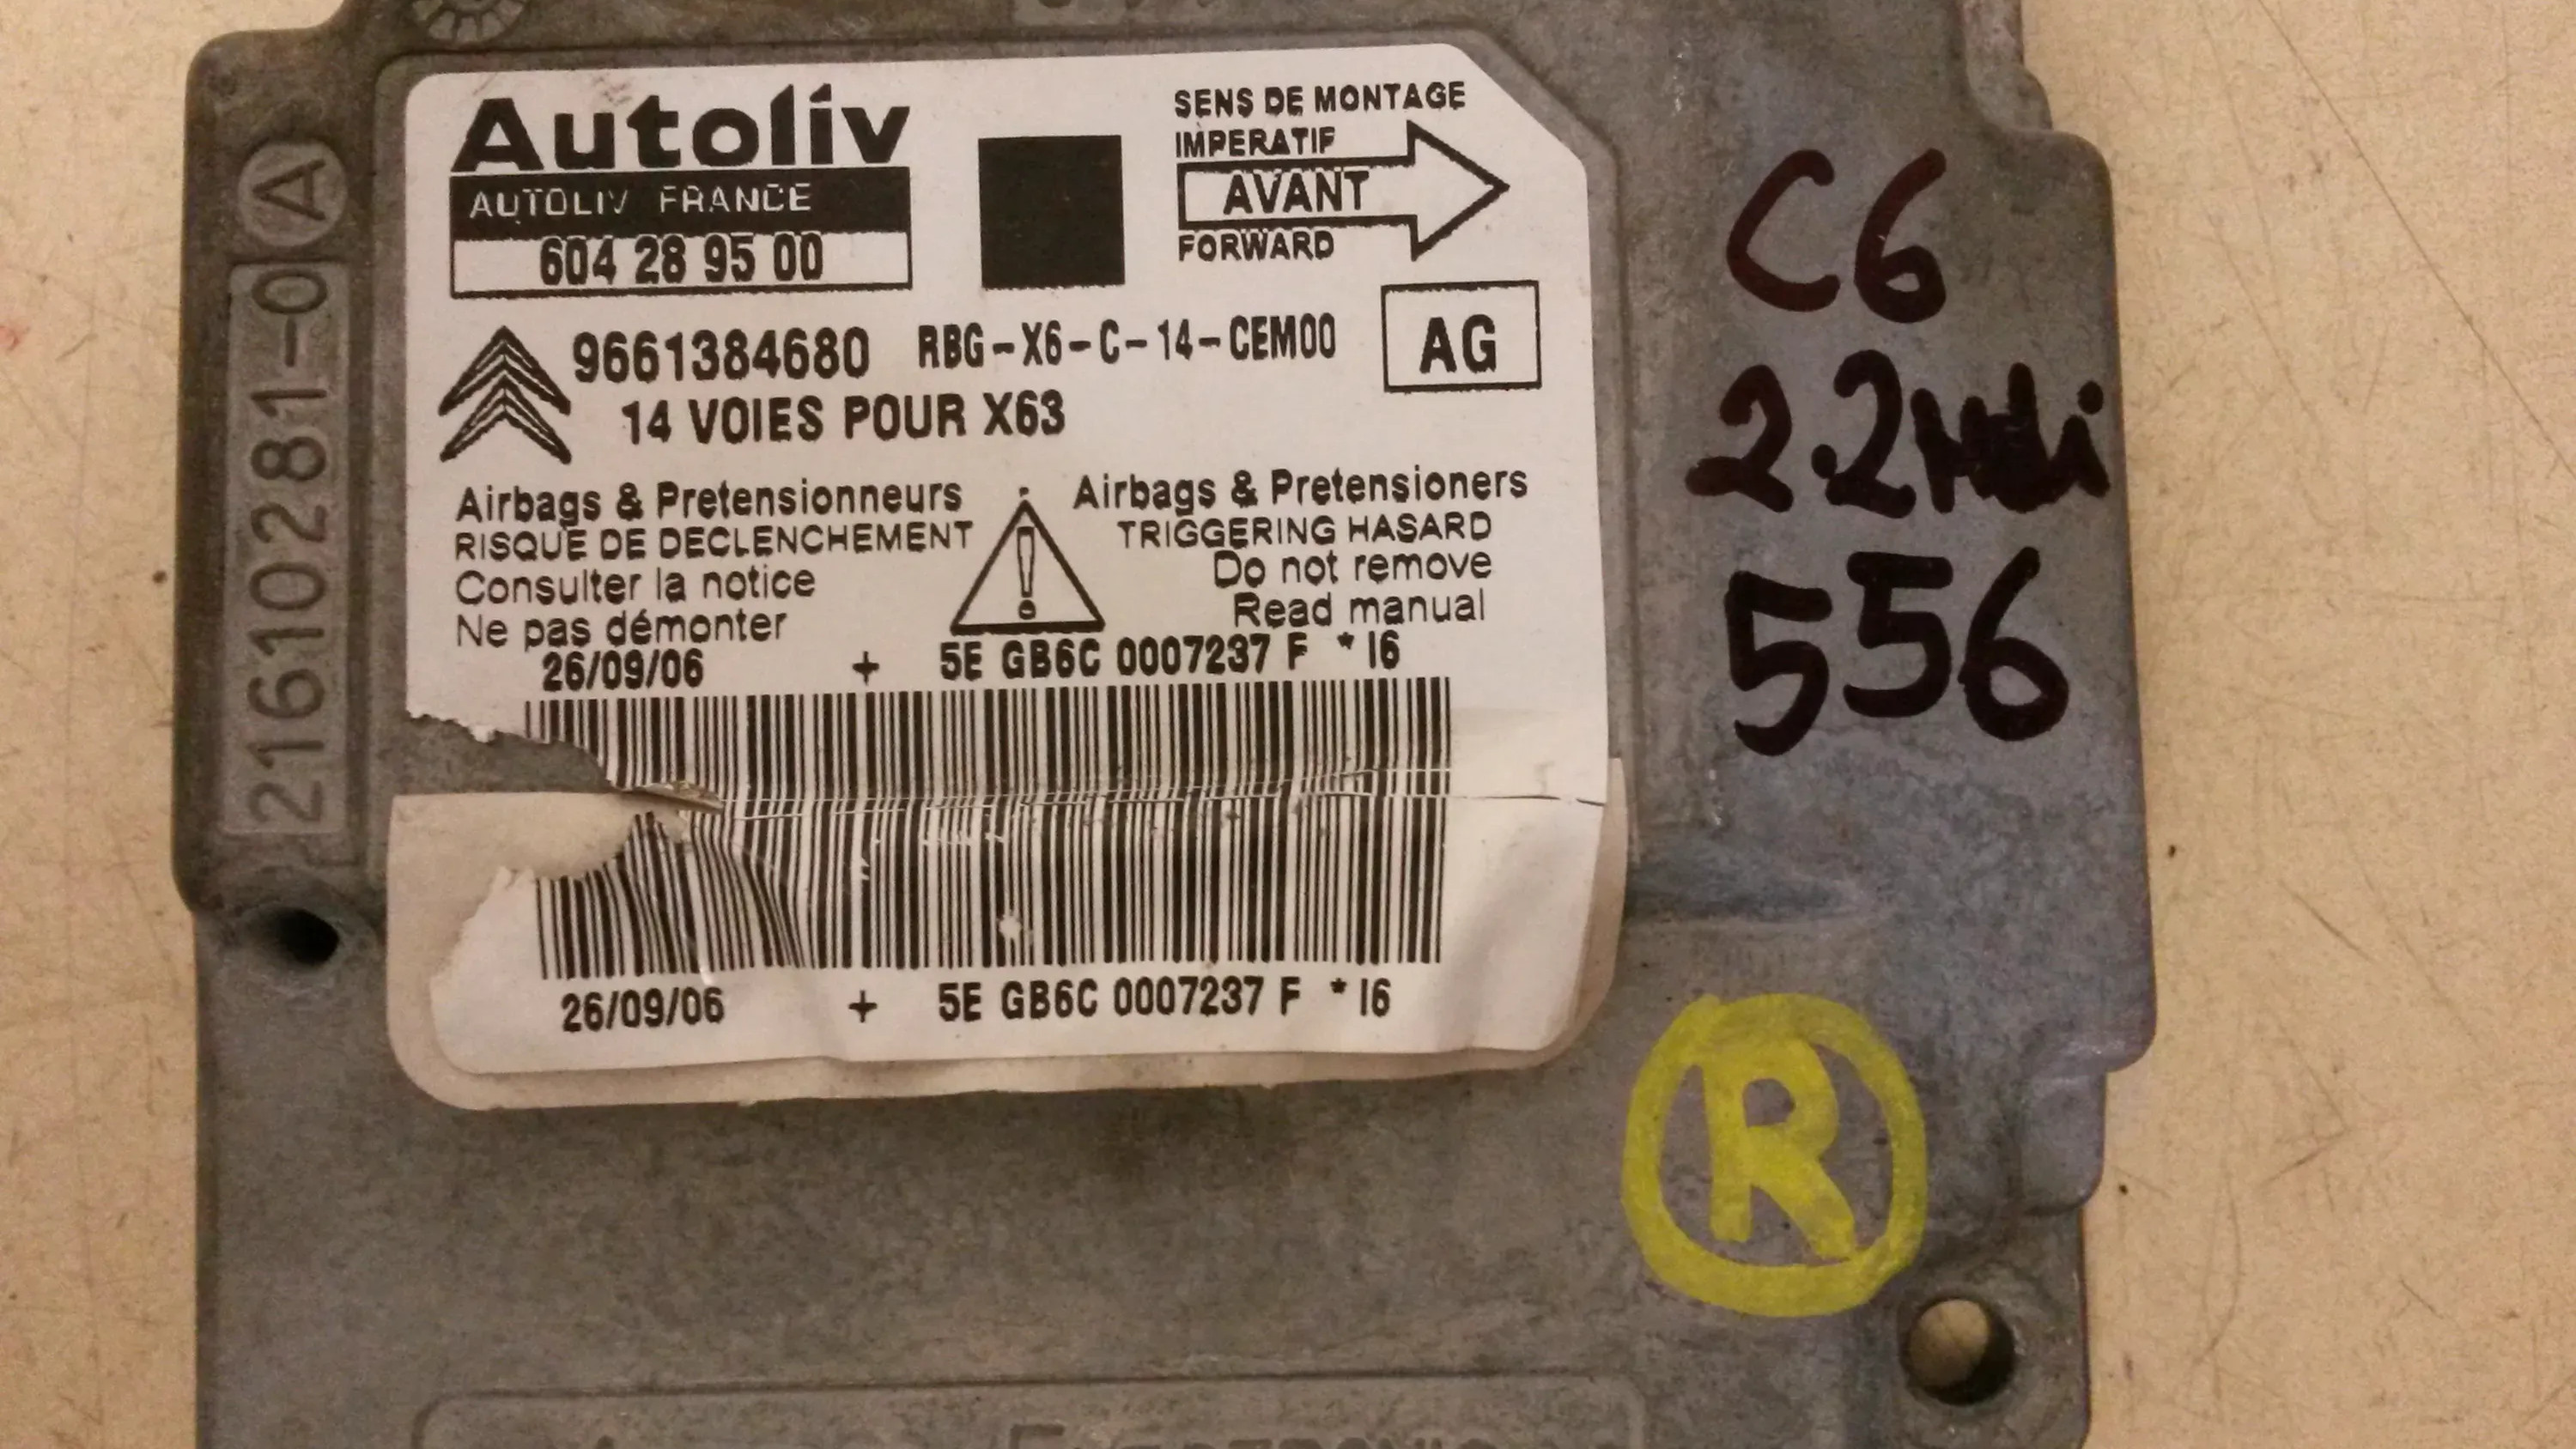 Autoliv
AUTOLIV FRANCE
604 28 95 00
SENS DE MONTAGE
IMPERATIF
AVANT
FORWARD
9661384680 RBG-X6-C-14-CEM00
AG
14 VOIES POUR X63
Airbags & Pretensionneurs
RISQUE DE DECLENCHEMENT
Consulter la notice
Ne pas démonter
Airbags & Pretensioners
TRIGGERING HASARD
Do not remove
Read manual
26/09/06 + 5E GB6C 0007237 F *I6
26/09/06 + 5E GB6C 0007237 F *I6
21610281-0 A
C6
2.2HDi
556
R